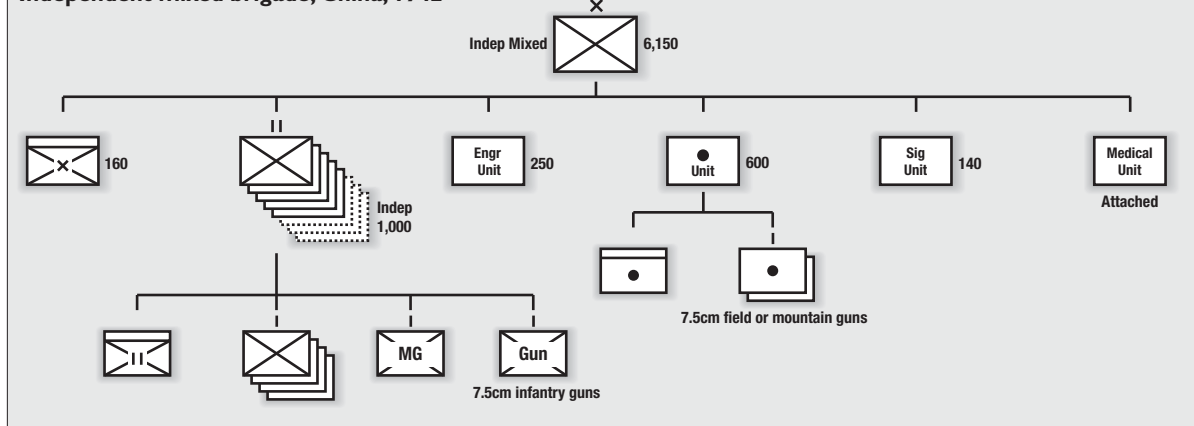 Independent mixed brigade, China, 1942
Indep Mixed
6,150
160
Indep
1,000
Engr
Unit
250
Unit
600
Sig
Unit
140
Medical
Unit
Attached
7.5cm field or mountain guns
MG
Gun
7.5cm infantry guns